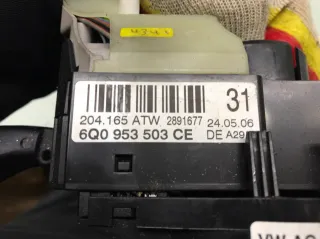 31
204.165 ATW 2891677 24.05.06
6Q0 953 503 CE DE A29